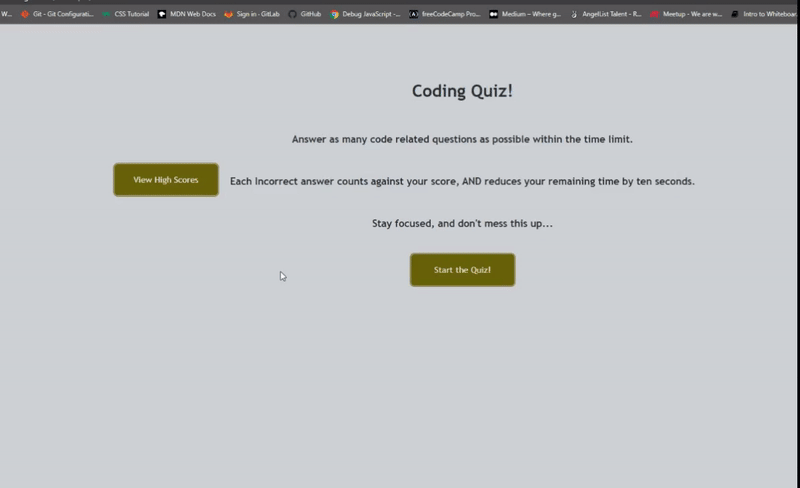 W... Git - Git Configurati... CSS Tutorial MDN Web Docs Sign in · GitLab GitHub Debug JavaScript -... freeCodeCamp Pro... Medium – Where g... AngelList Talent - R... Meetup - We are w... Intro to Whiteboar
Coding Quiz!
Answer as many code related questions as possible within the time limit.
View High Scores
Each Incorrect answer counts against your score, AND reduces your remaining time by ten seconds.
Stay focused, and don't mess this up...
Start the Quiz!